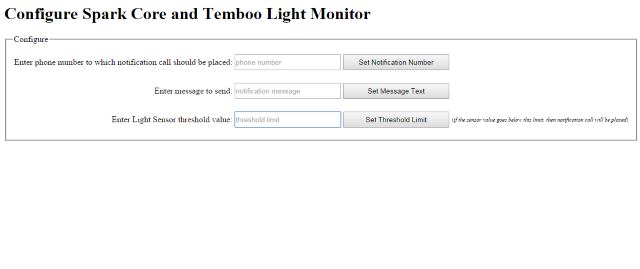 Configure Spark Core and Temboo Light Monitor
Configure
Enter phone number to which notification call should be placed: phone number Set Notification Number
Enter message to send: notification message Set Message Text
Enter Light Sensor threshold value: threshold limit Set Threshold Limit (if the sensor value goes below this limit, then notification call will be placed)